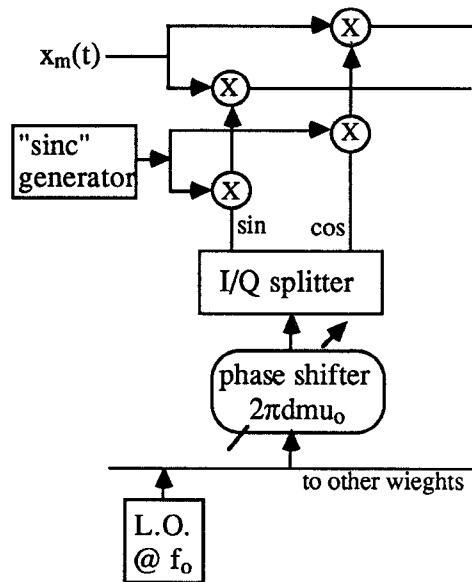 X
x_m(t)
X
"sinc"
generator
X
X
sin
cos
I/Q splitter
phase shifter
2πdmu_o
to other wieghts
L.O.
@ f_o